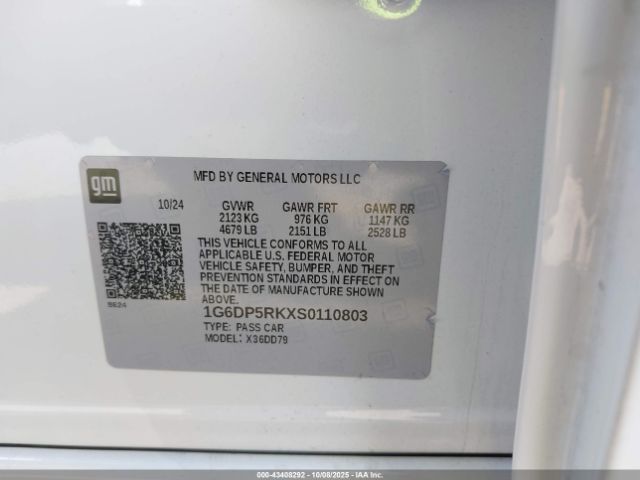 gm
MFD BY GENERAL MOTORS LLC
10/24 GVWR GAWR FRT GAWR RR
2123 KG 976 KG 1147 KG
4679 LB 2151 LB 2528 LB
THIS VEHICLE CONFORMS TO ALL
APPLICABLE U.S. FEDERAL MOTOR
VEHICLE SAFETY, BUMPER, AND THEFT
PREVENTION STANDARDS IN EFFECT ON
THE DATE OF MANUFACTURE SHOWN
ABOVE.
1G6DP5RKXS0110803
TYPE: PASS CAR
MODEL: X36DD79
000-43408292 - 10/08/2025 - IAAI.COM